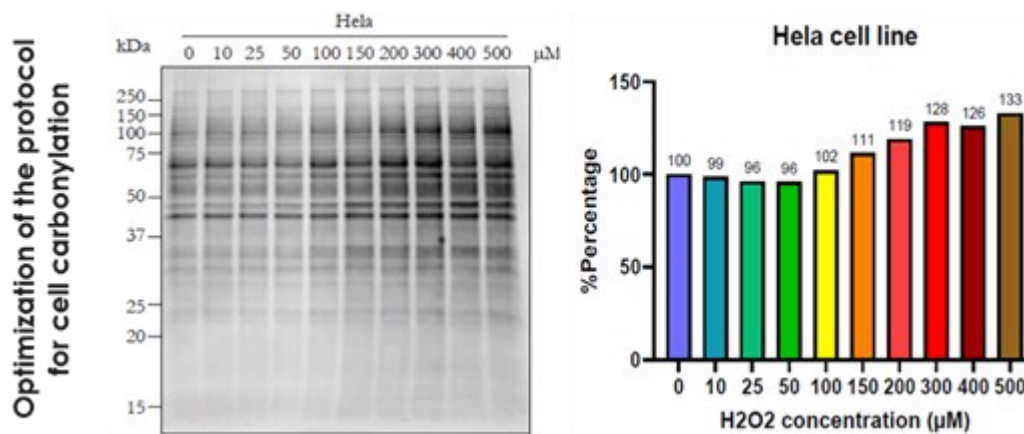 Optimization of the protocol
for cell carbonylation
Hela
kDa 0 10 25 50 100 150 200 300 400 500 µM
250
150
100
75
50
37
25
20
15
Hela cell line
%Percentage
150
100
50
0
100 99 96 96 102 111 119 128 126 133
0 10 25 50 100 150 200 300 400 500
H2O2 concentration (µM)